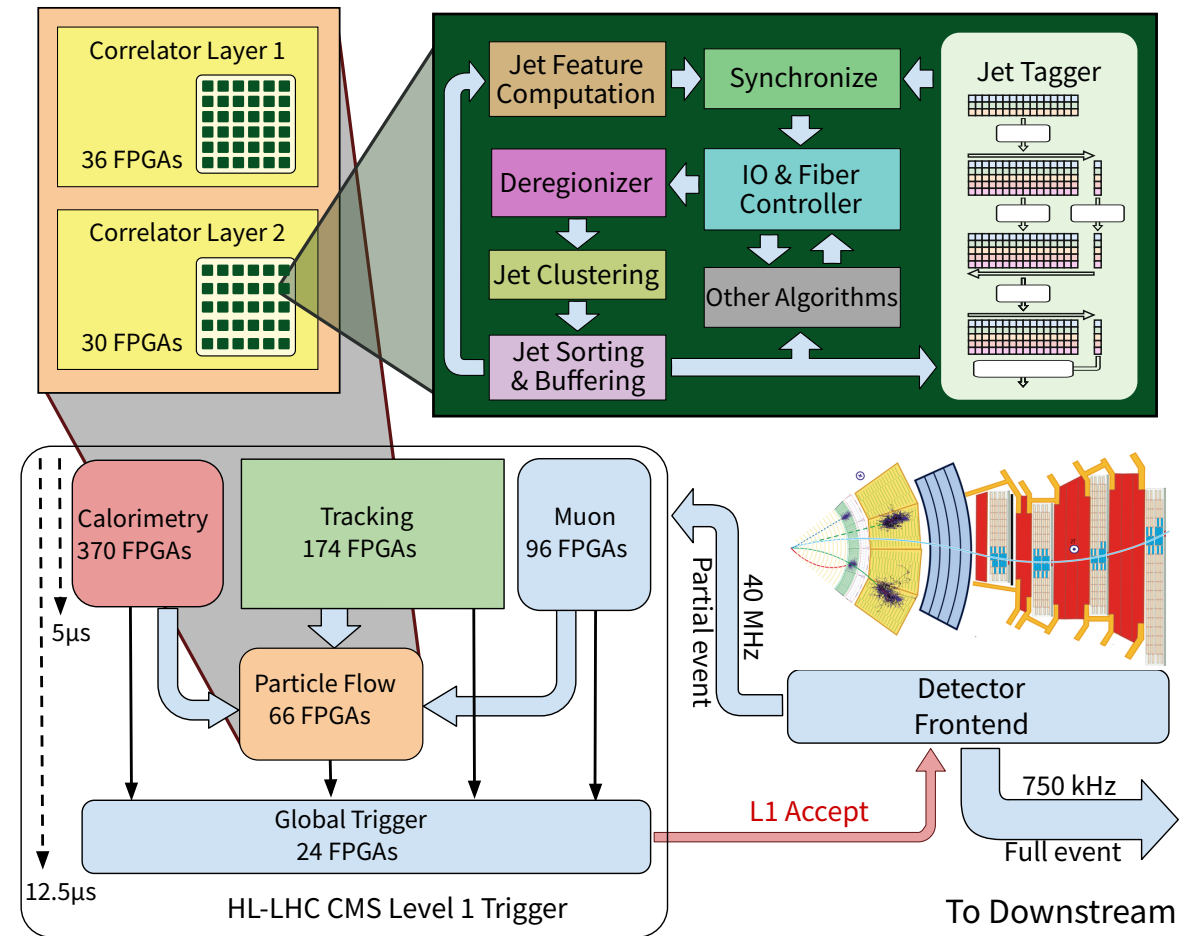 Correlator Layer 1
36 FPGAs
Correlator Layer 2
30 FPGAs
Jet Feature
Computation
Synchronize
Jet Tagger
Deregionizer
IO & Fiber
Controller
Jet Clustering
Other Algorithms
Jet Sorting
& Buffering
Calorimetry
370 FPGAs
Tracking
174 FPGAs
Muon
96 FPGAs
5μs
Particle Flow
66 FPGAs
40 MHz
Partial event
Detector
Frontend
Global Trigger
24 FPGAs
L1 Accept
750 kHz
Full event
12.5μs
HL-LHC CMS Level 1 Trigger
To Downstream